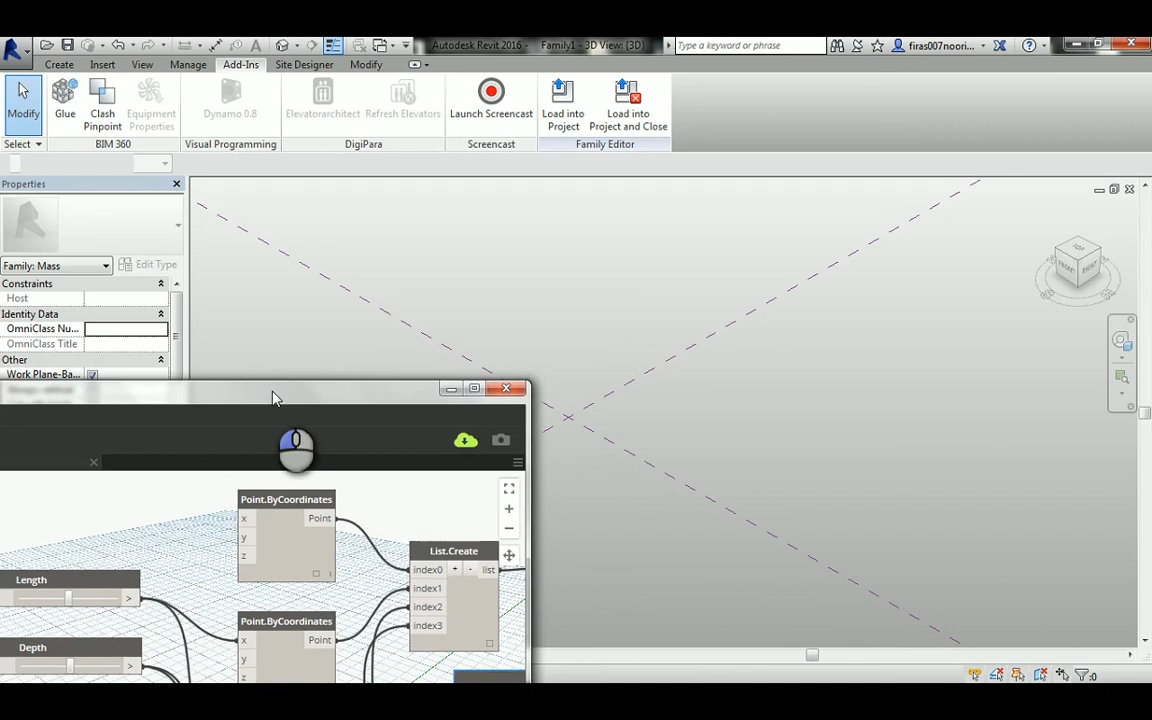 Autodesk Revit 2016 - Family1 - 3D View: {3D}
Type a keyword or phrase
firas007noori...
Create Insert View Manage Add-Ins Site Designer Modify
Modify
Glue
Clash
Pinpoint
Equipment
Properties
Dynamo 0.8
Elevatorarchitect
Refresh Elevators
Launch Screencast
Load into
Project
Load into
Project and Close
Select
BIM 360
Visual Programming
DigiPara
Screencast
Family Editor
Properties
Family: Mass
Edit Type
Constraints
Host
Identity Data
OmniClass Nu...
OmniClass Title
Other
Work Plane-Ba...
TOP
FRONT
RIGHT
Point.ByCoordinates
x
y
z
Point
List.Create
index0 + - list
index1
index2
index3
Length
>
Depth
>
Point.ByCoordinates
x
y
z
Point
:0